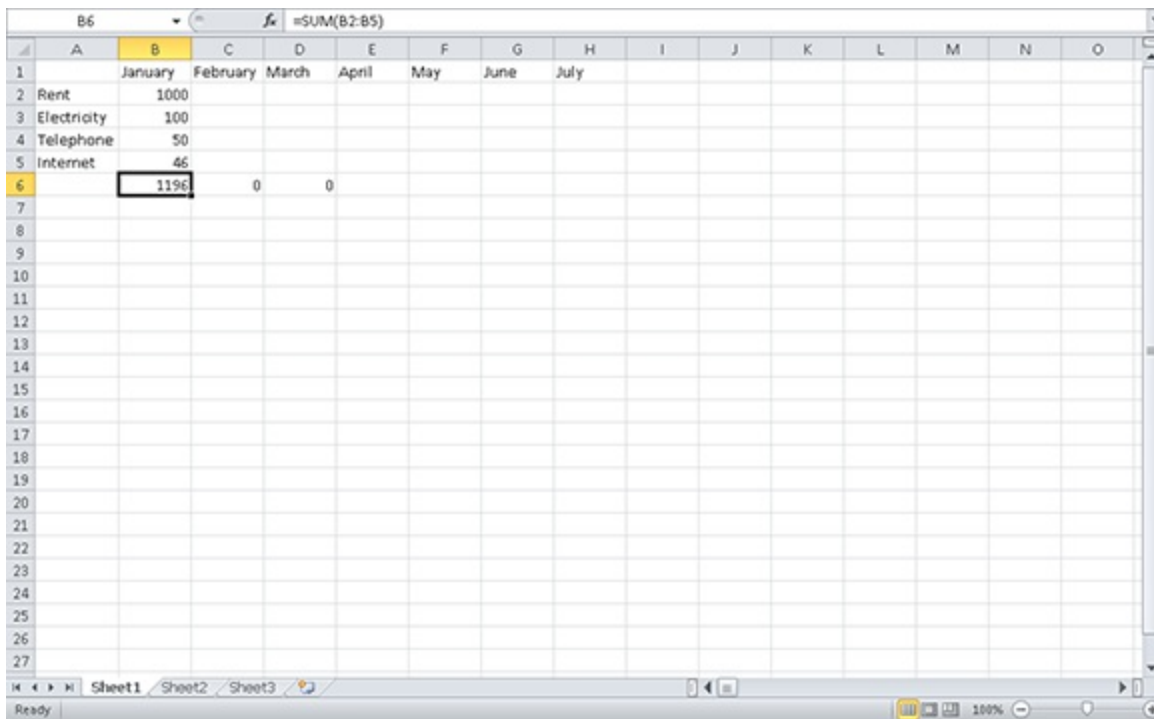 B6 fx =SUM(B2:B5)
A B C D E F G H I J K L M N O
1 January February March April May June July
2 Rent 1000
3 Electricity 100
4 Telephone 50
5 Internet 46
6 1196 0 0
7
8
9
10
11
12
13
14
15
16
17
18
19
20
21
22
23
24
25
26
27
Sheet1 Sheet2 Sheet3
Ready 100%